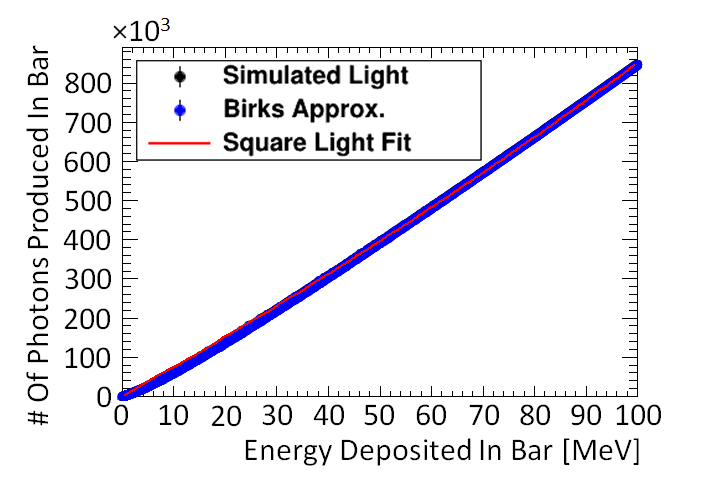 ×10³
# Of Photons Produced In Bar
800
700
600
500
400
300
200
100
0
Simulated Light
Birks Approx.
Square Light Fit
0 10 20 30 40 50 60 70 80 90 100
Energy Deposited In Bar [MeV]